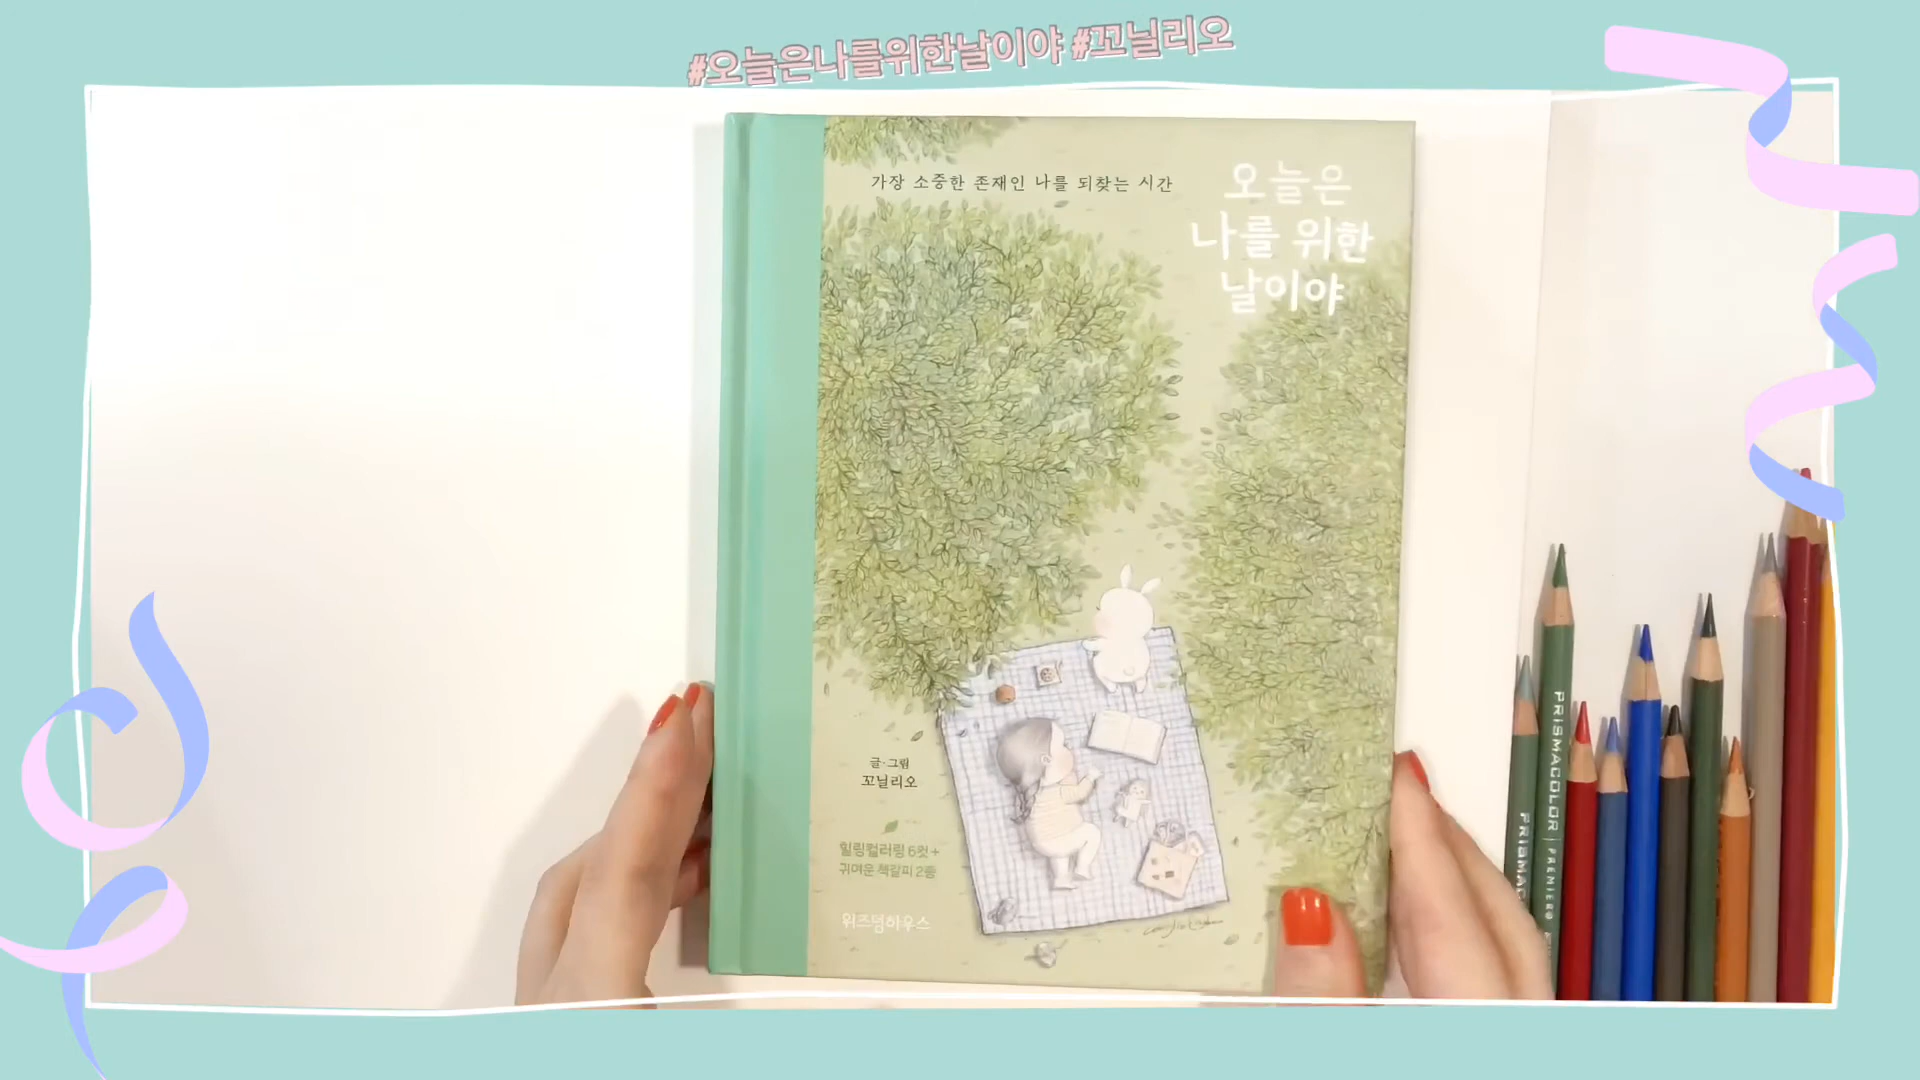 #오늘은나를위한날이야 #꼬닐리오
가장 소중한 존재인 나를 되찾는 시간
오늘은
나를 위한
날이야
글·그림
꼬닐리오
힐링컬러링 6컷+
귀여운 책갈피 2종
위즈덤하우스
PRISMACOLOR | PREMIER
PRISMAC